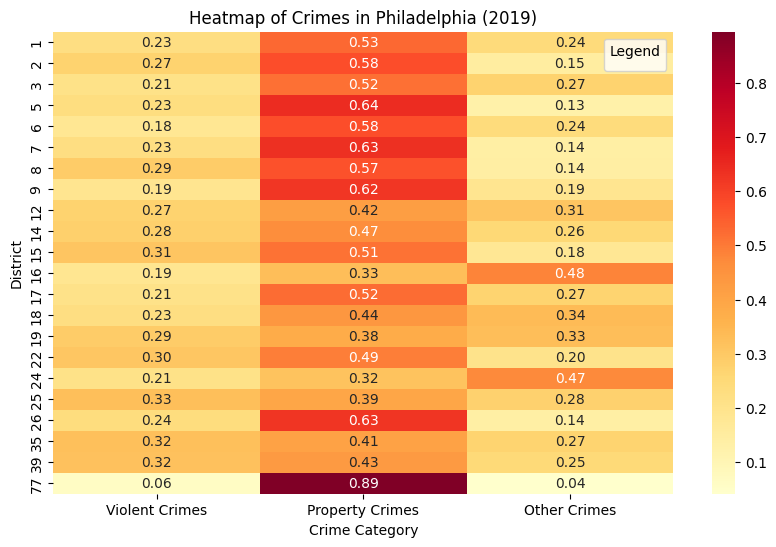 Heatmap of Crimes in Philadelphia (2019)
Legend
District
1 0.23 0.53 0.24
2 0.27 0.58 0.15
3 0.21 0.52 0.27
5 0.23 0.64 0.13
6 0.18 0.58 0.24
7 0.23 0.63 0.14
8 0.29 0.57 0.14
9 0.19 0.62 0.19
12 0.27 0.42 0.31
14 0.28 0.47 0.26
15 0.31 0.51 0.18
16 0.19 0.33 0.48
17 0.21 0.52 0.27
18 0.23 0.44 0.34
19 0.29 0.38 0.33
22 0.30 0.49 0.20
24 0.21 0.32 0.47
25 0.33 0.39 0.28
26 0.24 0.63 0.14
35 0.32 0.41 0.27
39 0.32 0.43 0.25
77 0.06 0.89 0.04
Violent Crimes Property Crimes Other Crimes
Crime Category
0.8
0.7
0.6
0.5
0.4
0.3
0.2
0.1